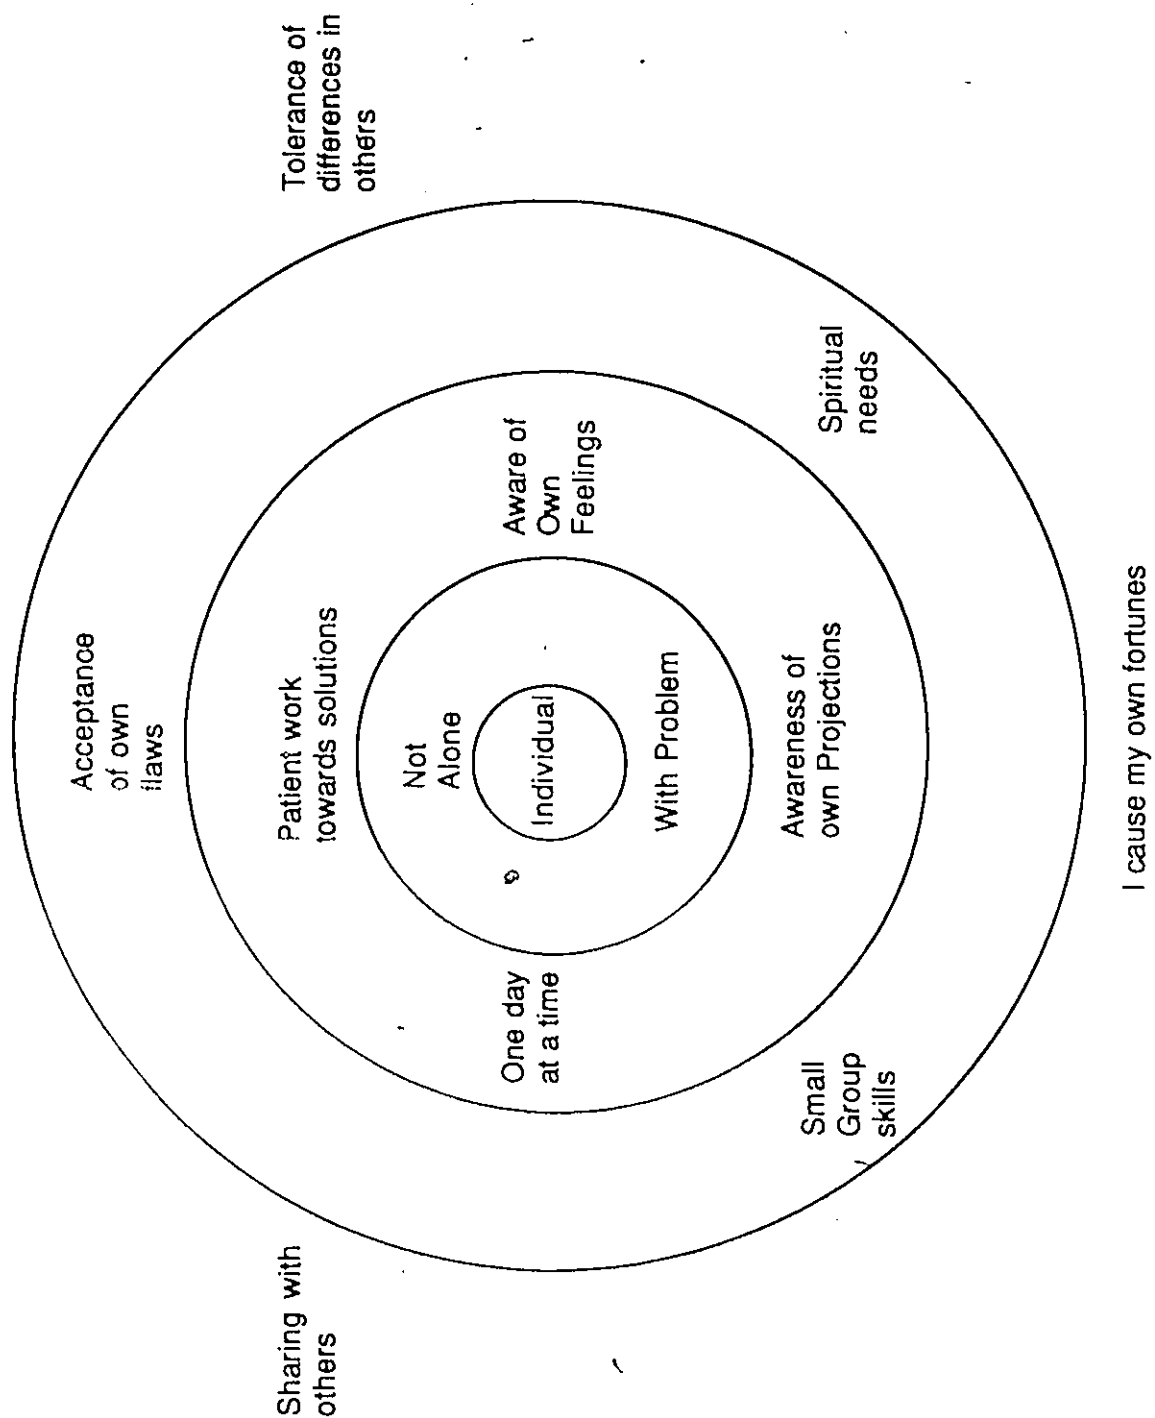 Acceptance
of own
flaws
Sharing with
others
Patient work
towards solutions
Tolerance of
differences in
others
Not
Alone
One day
at a time
Individual
Aware of
Own
Feelings
With Problem
Awareness of
own Projections
Small
Group
skills
Spiritual
needs
I cause my own fortunes